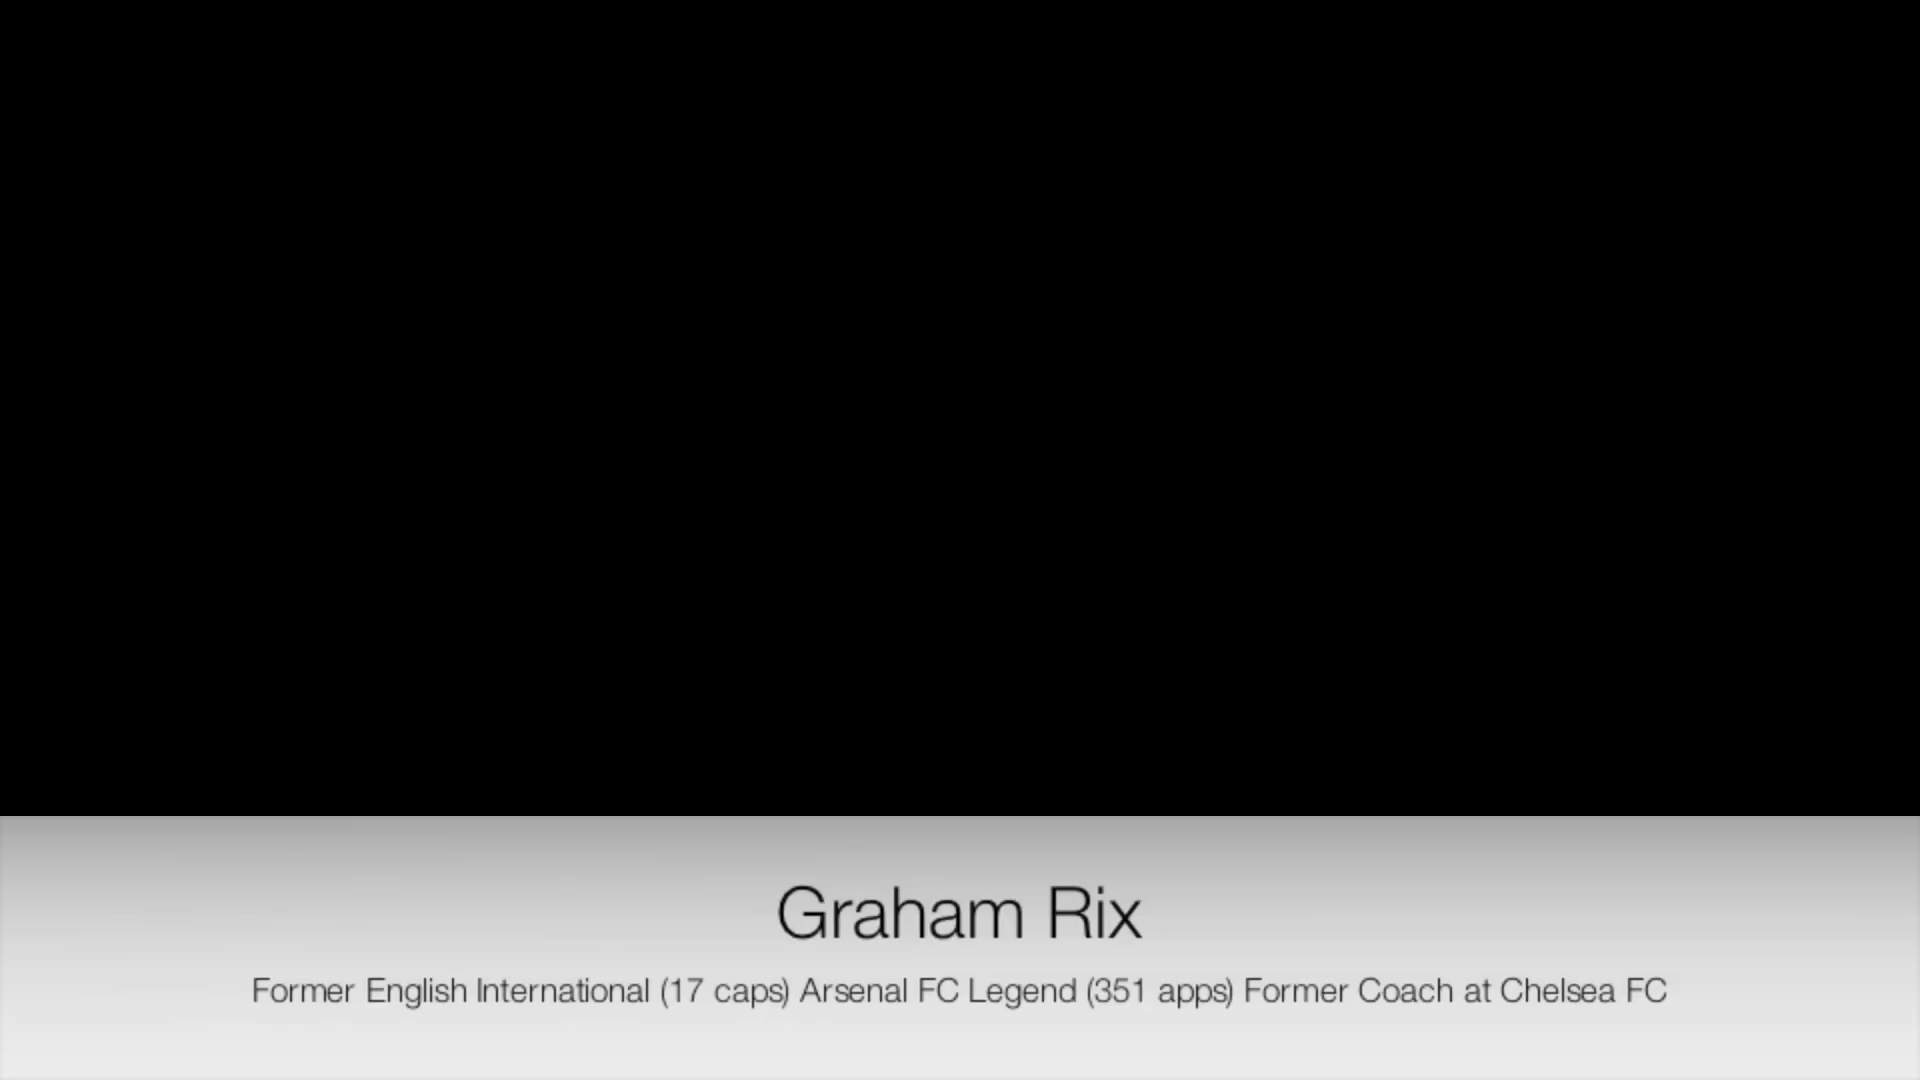 Graham Rix
Former English International (17 caps) Arsenal FC Legend (351 apps) Former Coach at Chelsea FC